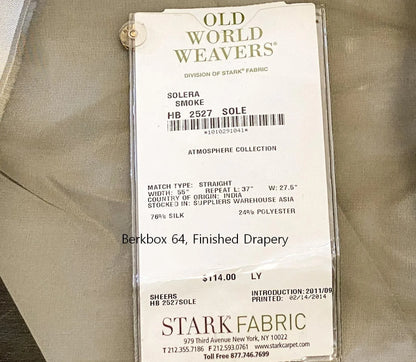 OLD
WORLD
WEAVERS®
DIVISION OF STARK® FABRIC
SOLERA
SMOKE
HB 2527 SOLE
*1010291041*
ATMOSPHERE COLLECTION
MATCH TYPE: STRAIGHT
WIDTH: 55" REPEAT L: 37" W: 27.5"
COUNTRY OF ORIGIN: INDIA
STOCKED IN: SUPPLIERS WAREHOUSE ASIA
76% SILK 24% POLYESTER
Berkbox 64, Finished Drapery
$114.00 LY
SHEERS INTRODUCTION: 2011/09
HB 2527SOLE PRINTED: 02/14/2014
STARK FABRIC
979 Third Avenue New York, NY 10022
T 212.355.7186 F 212.593.0761 www.starkcarpet.com
Toll Free 877.746.7699